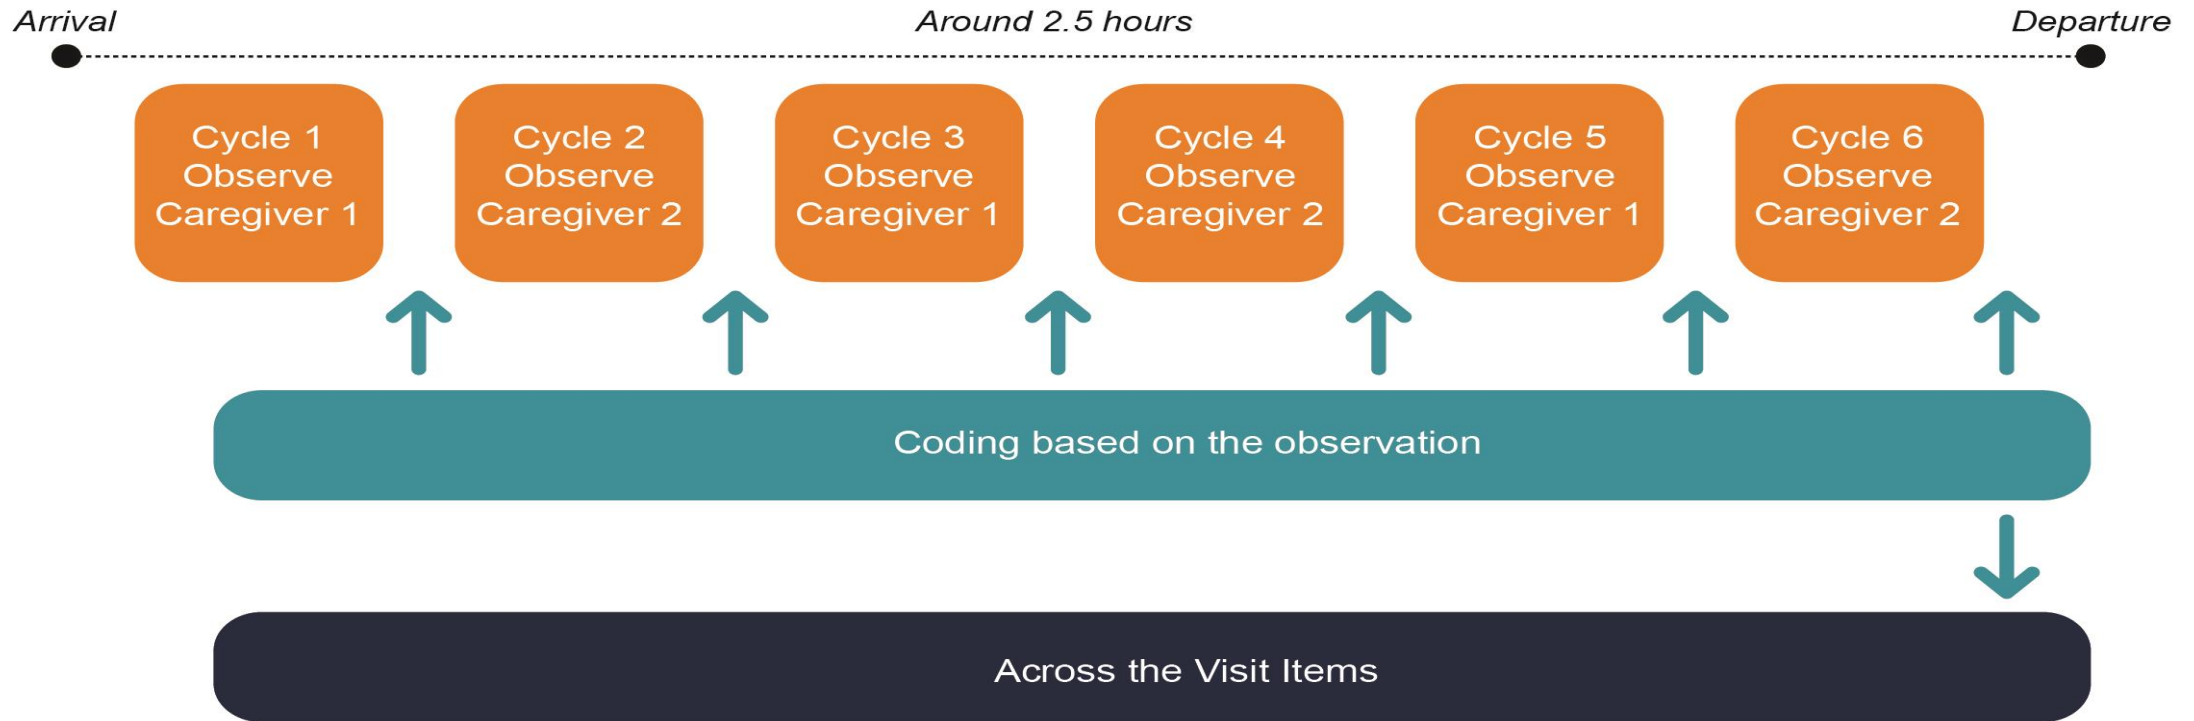 Arrival
Around 2.5 hours
Departure
Cycle 1
Observe
Caregiver 1
Cycle 2
Observe
Caregiver 2
Cycle 3
Observe
Caregiver 1
Cycle 4
Observe
Caregiver 2
Cycle 5
Observe
Caregiver 1
Cycle 6
Observe
Caregiver 2
Coding based on the observation
Across the Visit Items